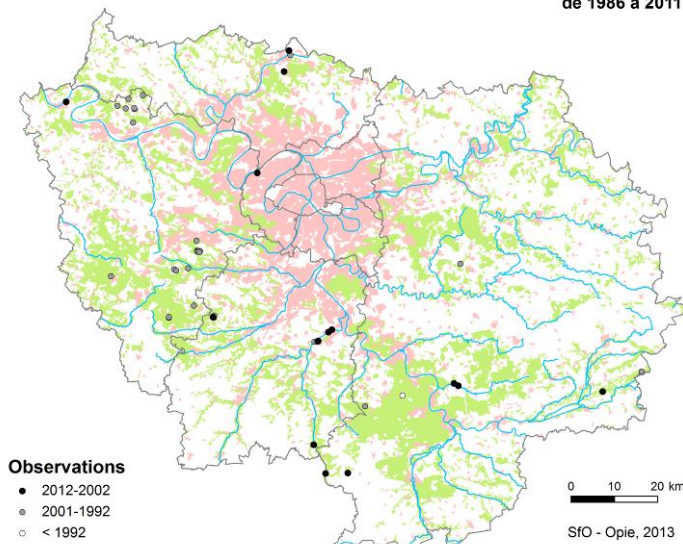 de 1986 à 2011
Observations
2012-2002
2001-1992
< 1992
0 10 20 km
SfO - Opie, 2013